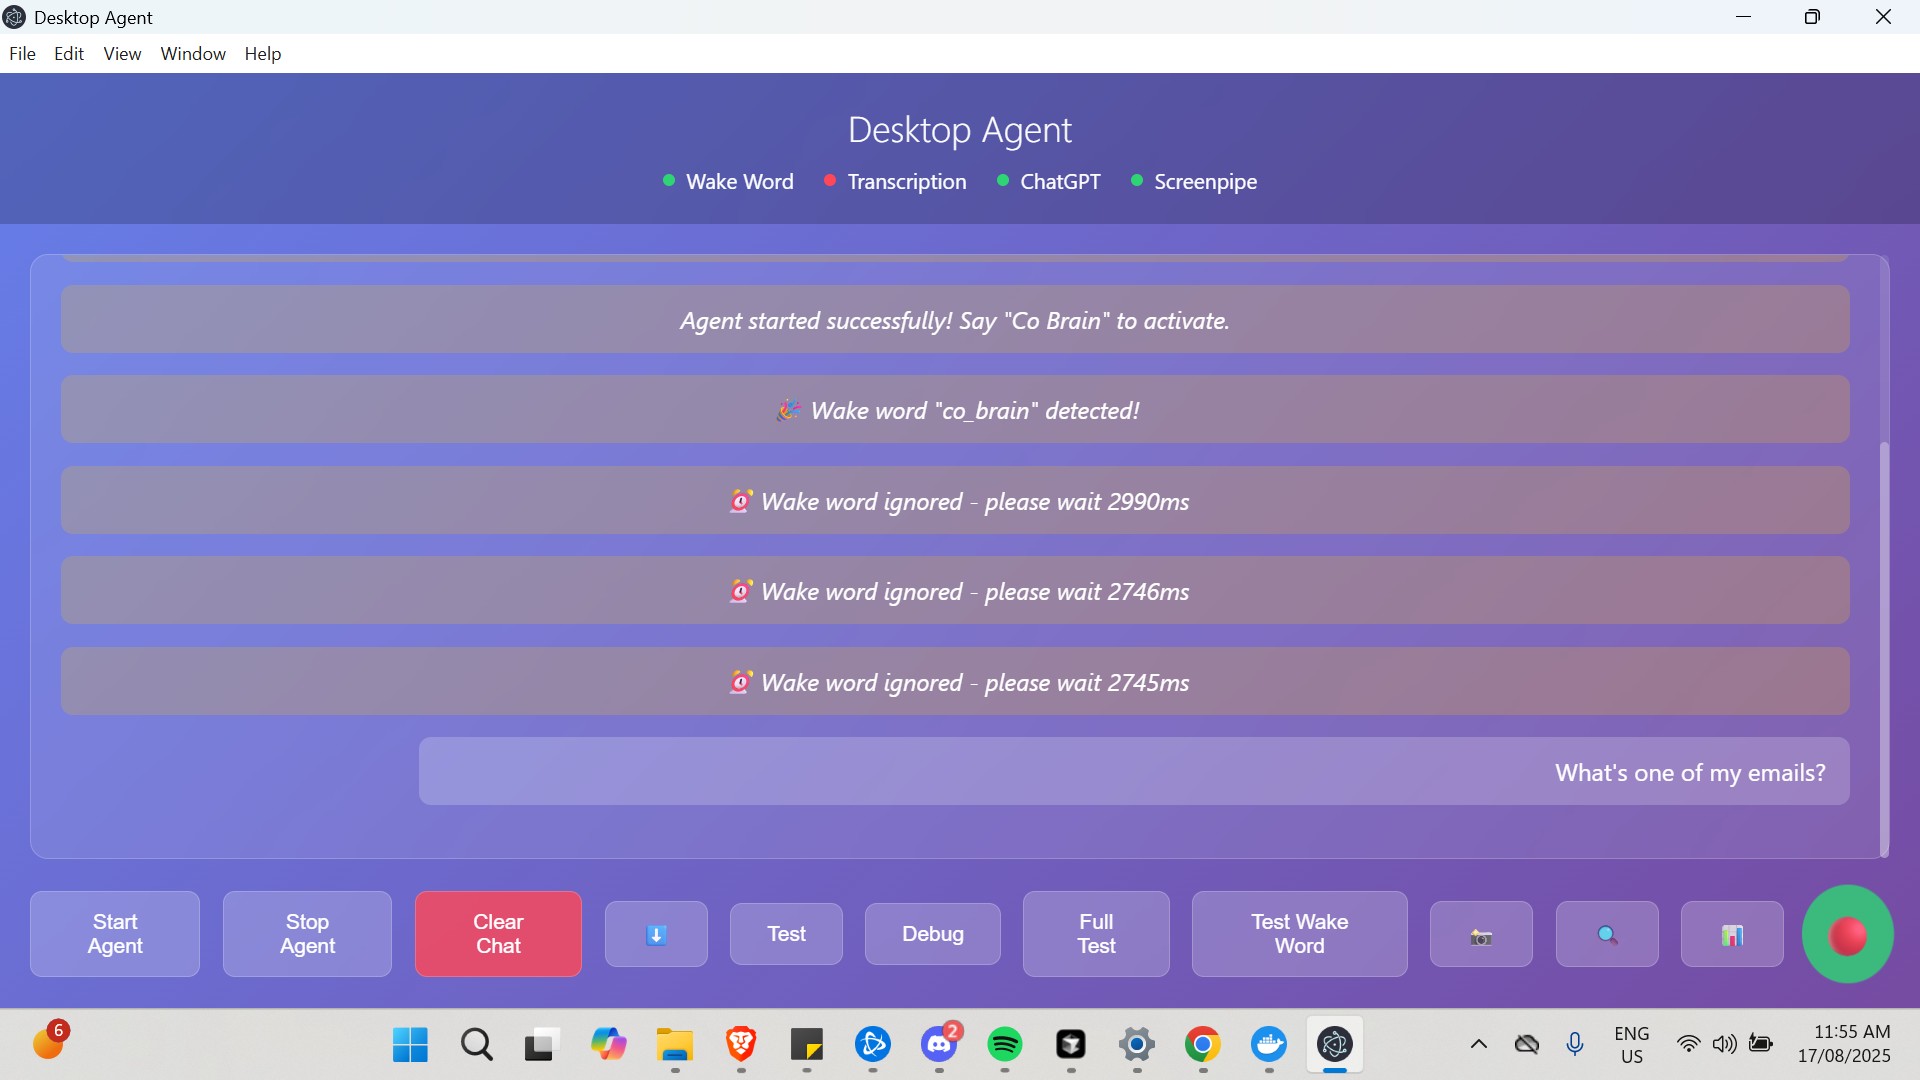 Desktop Agent
File Edit View Window Help
Desktop Agent
Wake Word Transcription ChatGPT Screenpipe
Agent started successfully! Say "Co Brain" to activate.
Wake word "co_brain" detected!
Wake word ignored - please wait 2990ms
Wake word ignored - please wait 2746ms
Wake word ignored - please wait 2745ms
What's one of my emails?
Start
Agent
Stop
Agent
Clear
Chat
Test
Debug
Full
Test
Test Wake
Word
6
2
ENG
US
11:55 AM
17/08/2025